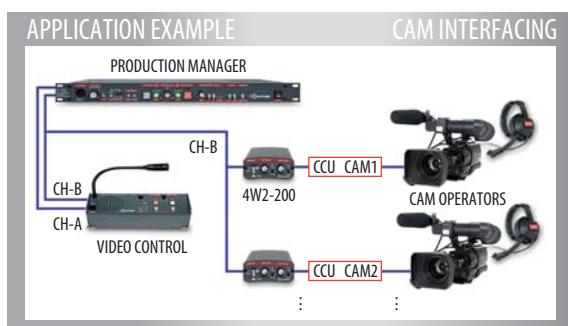 APPLICATION EXAMPLE CAM INTERFACING
PRODUCTION MANAGER
CH-B
CCU CAM1
4W2-200
CAM OPERATORS
CH-B
CH-A
VIDEO CONTROL
CCU CAM2